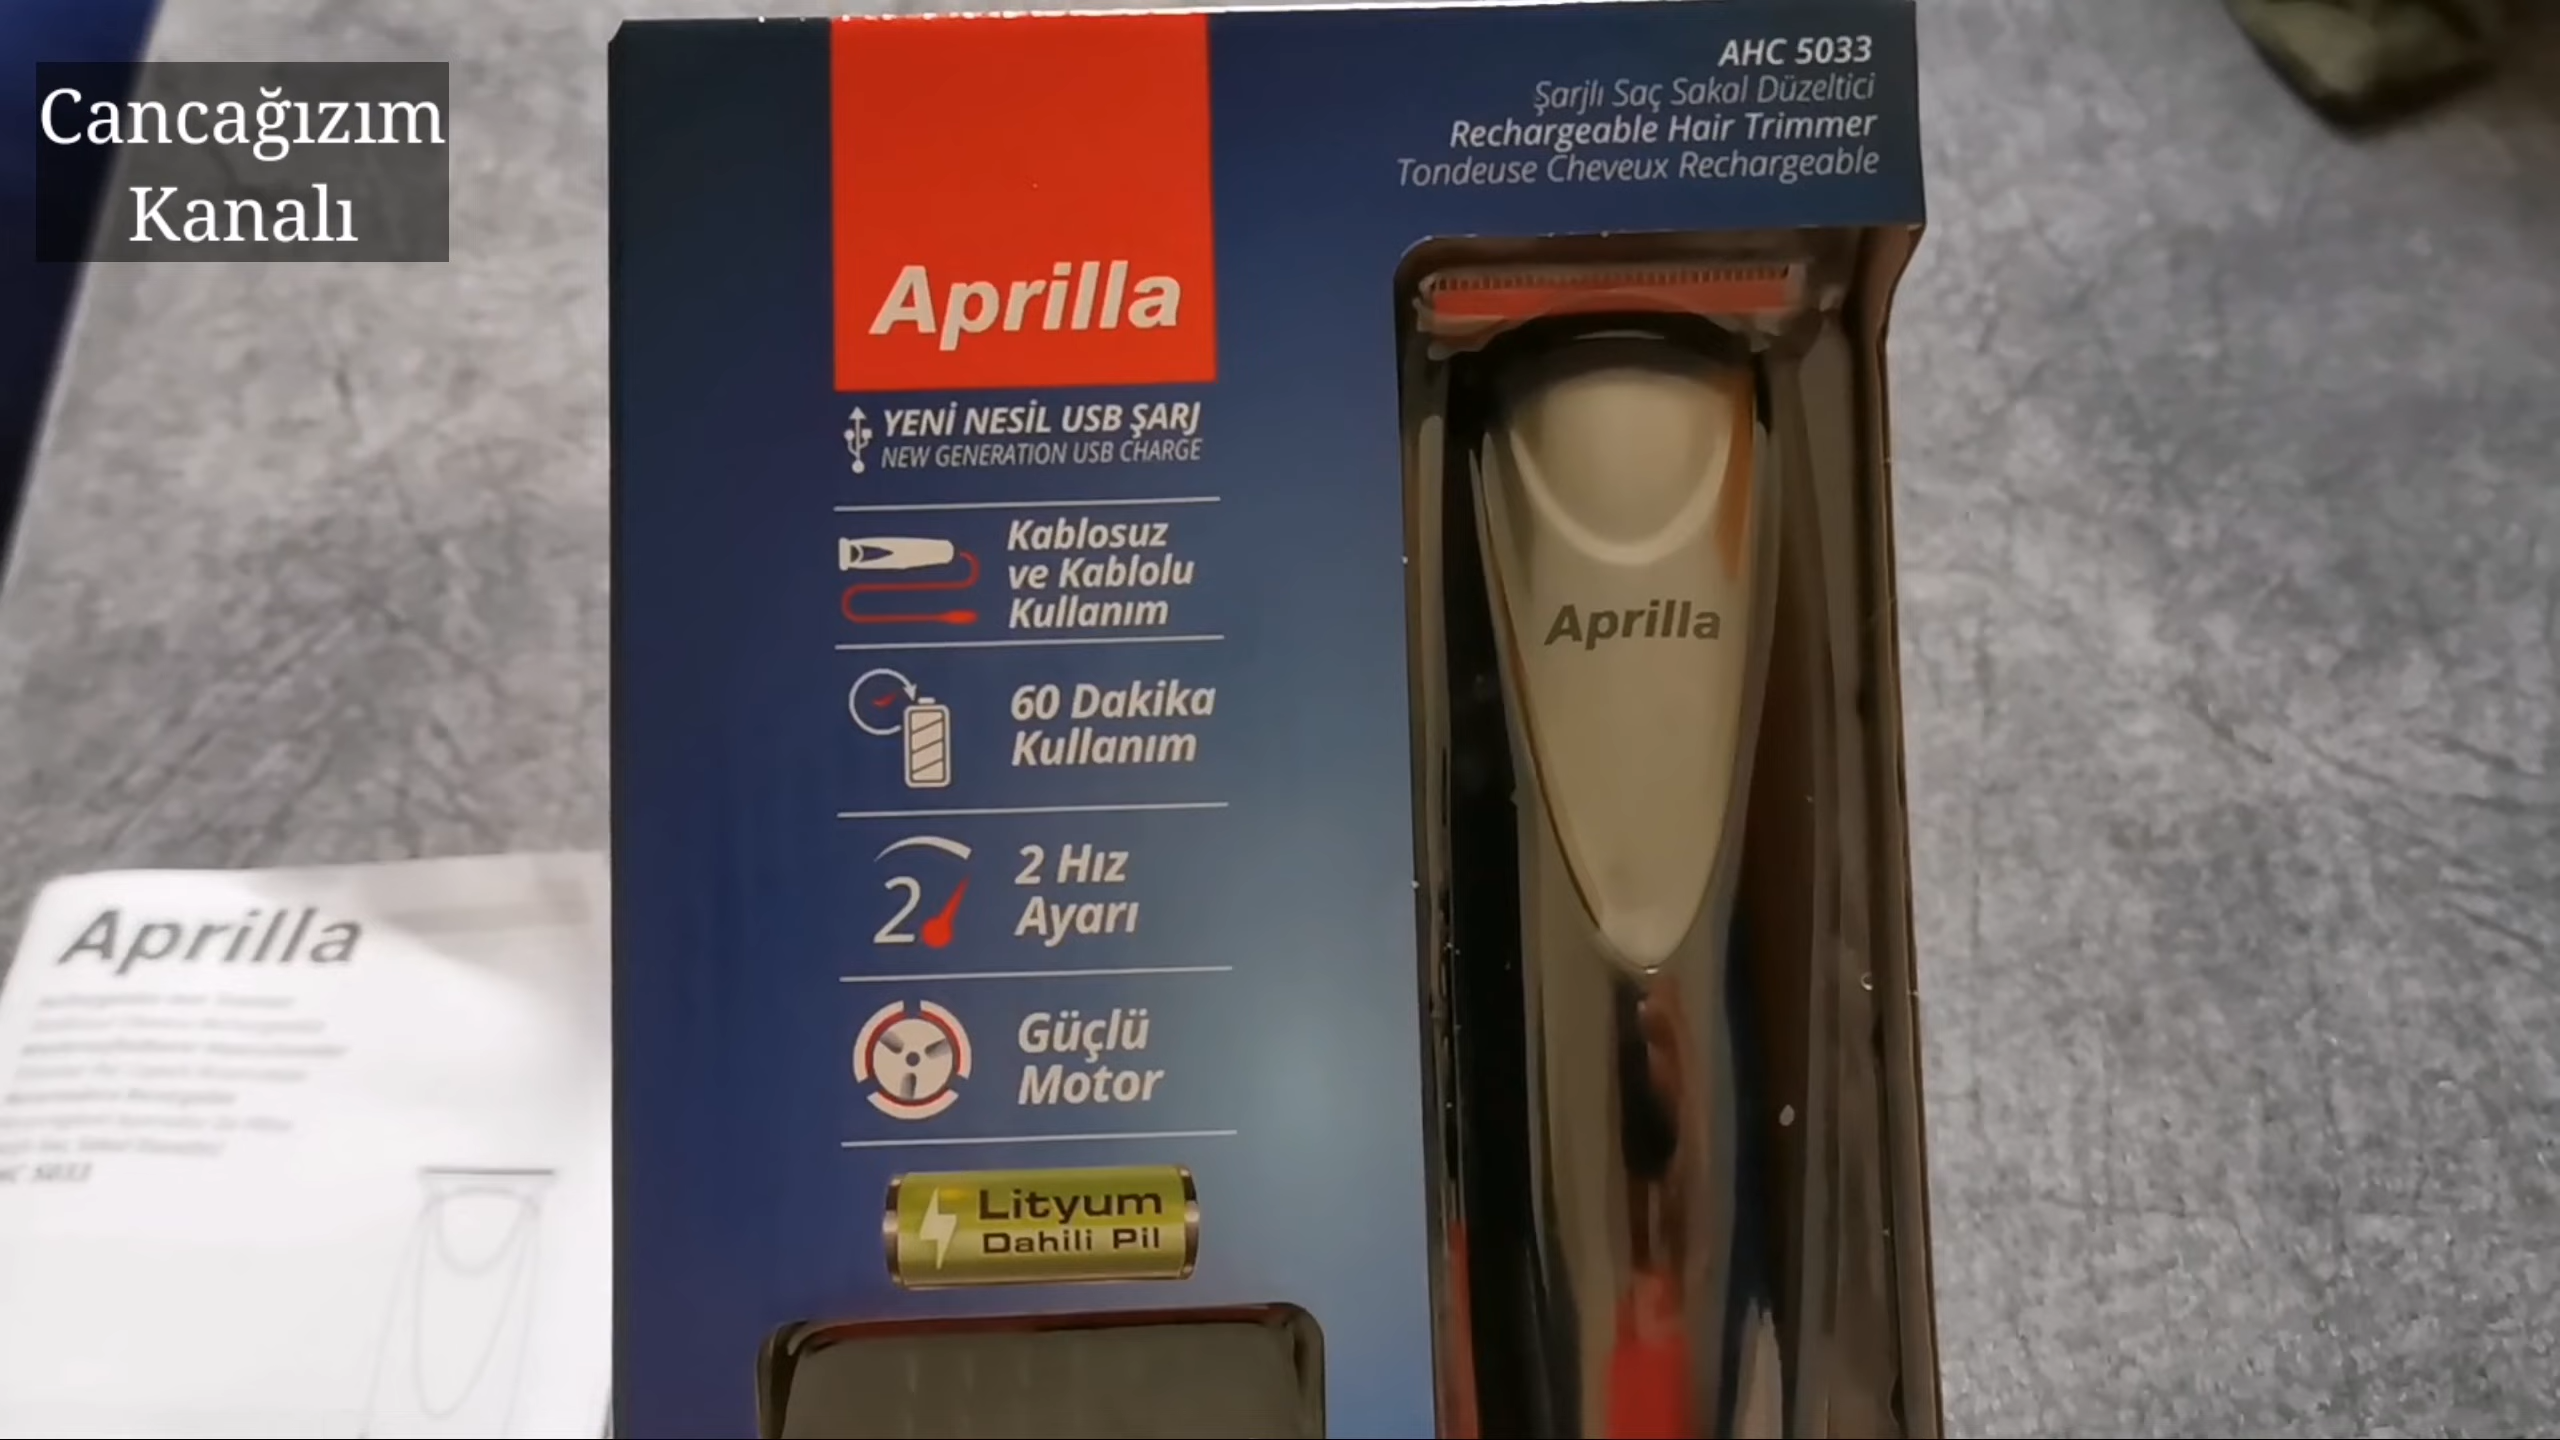 Cancağızım
Kanalı
AHC 5033
Şarjlı Saç Sakal Düzeltici
Rechargeable Hair Trimmer
Tondeuse Cheveux Rechargeable
Aprilla
YENİ NESİL USB ŞARJ
NEW GENERATION USB CHARGE
Kablosuz
ve Kablolu
Kullanım
60 Dakika
Kullanım
2
2 Hız
Ayarı
Güçlü
Motor
Lityum
Dahili Pil
Aprilla
Aprilla